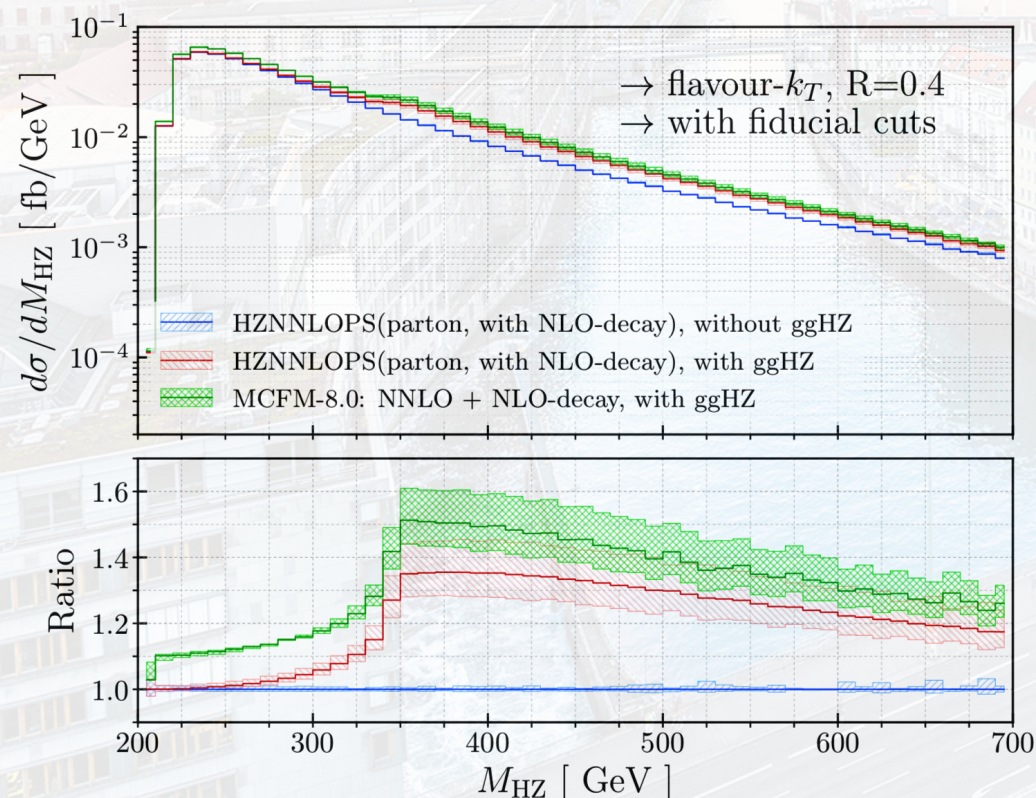 10⁻¹
10⁻²
10⁻³
10⁻⁴
dσ/dM_HZ [ fb/GeV ]
→ flavour-k_T, R=0.4
→ with fiducial cuts
HZNNLOPS(parton, with NLO-decay), without ggHZ
HZNNLOPS(parton, with NLO-decay), with ggHZ
MCFM-8.0: NNLO + NLO-decay, with ggHZ
1.6
1.4
1.2
1.0
Ratio
200 300 400 500 600 700
M_HZ [ GeV ]